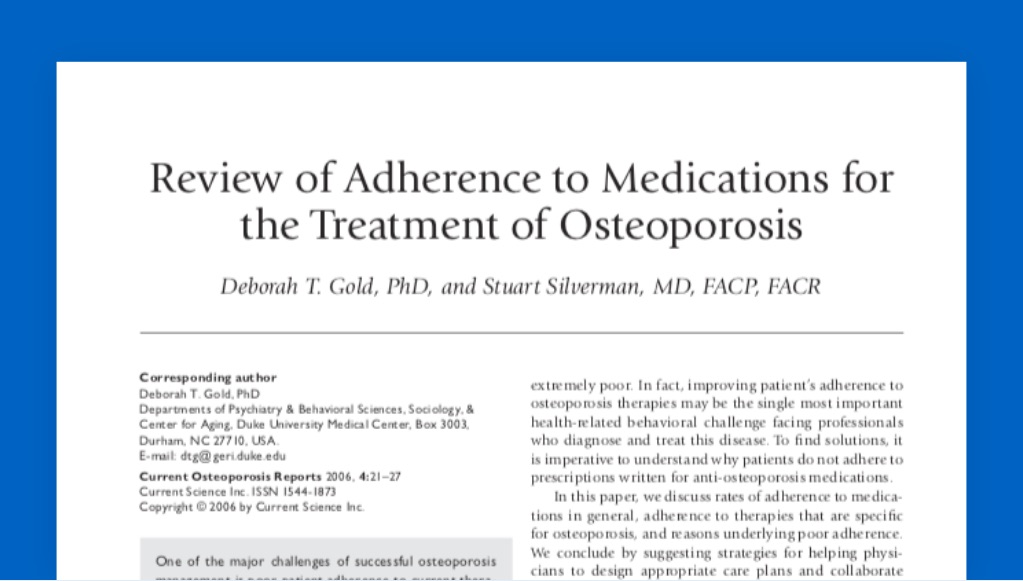 Review of Adherence to Medications for
the Treatment of Osteoporosis
Deborah T. Gold, PhD, and Stuart Silverman, MD, FACP, FACR
Corresponding author
Deborah T. Gold, PhD
Departments of Psychiatry & Behavioral Sciences, Sociology, &
Center for Aging, Duke University Medical Center, Box 3003,
Durham, NC 27710, USA.
E-mail: dtg@geri.duke.edu
Current Osteoporosis Reports 2006, 4:21–27
Current Science Inc. ISSN 1544-1873
Copyright © 2006 by Current Science Inc.
One of the major challenges of successful osteoporosis
extremely poor. In fact, improving patient's adherence to
osteoporosis therapies may be the single most important
health-related behavioral challenge facing professionals
who diagnose and treat this disease. To find solutions, it
is imperative to understand why patients do not adhere to
prescriptions written for anti-osteoporosis medications.
In this paper, we discuss rates of adherence to medica-
tions in general, adherence to therapies that are specific
for osteoporosis, and reasons underlying poor adherence.
We conclude by suggesting strategies for helping physi-
cians to design appropriate care plans and collaborate